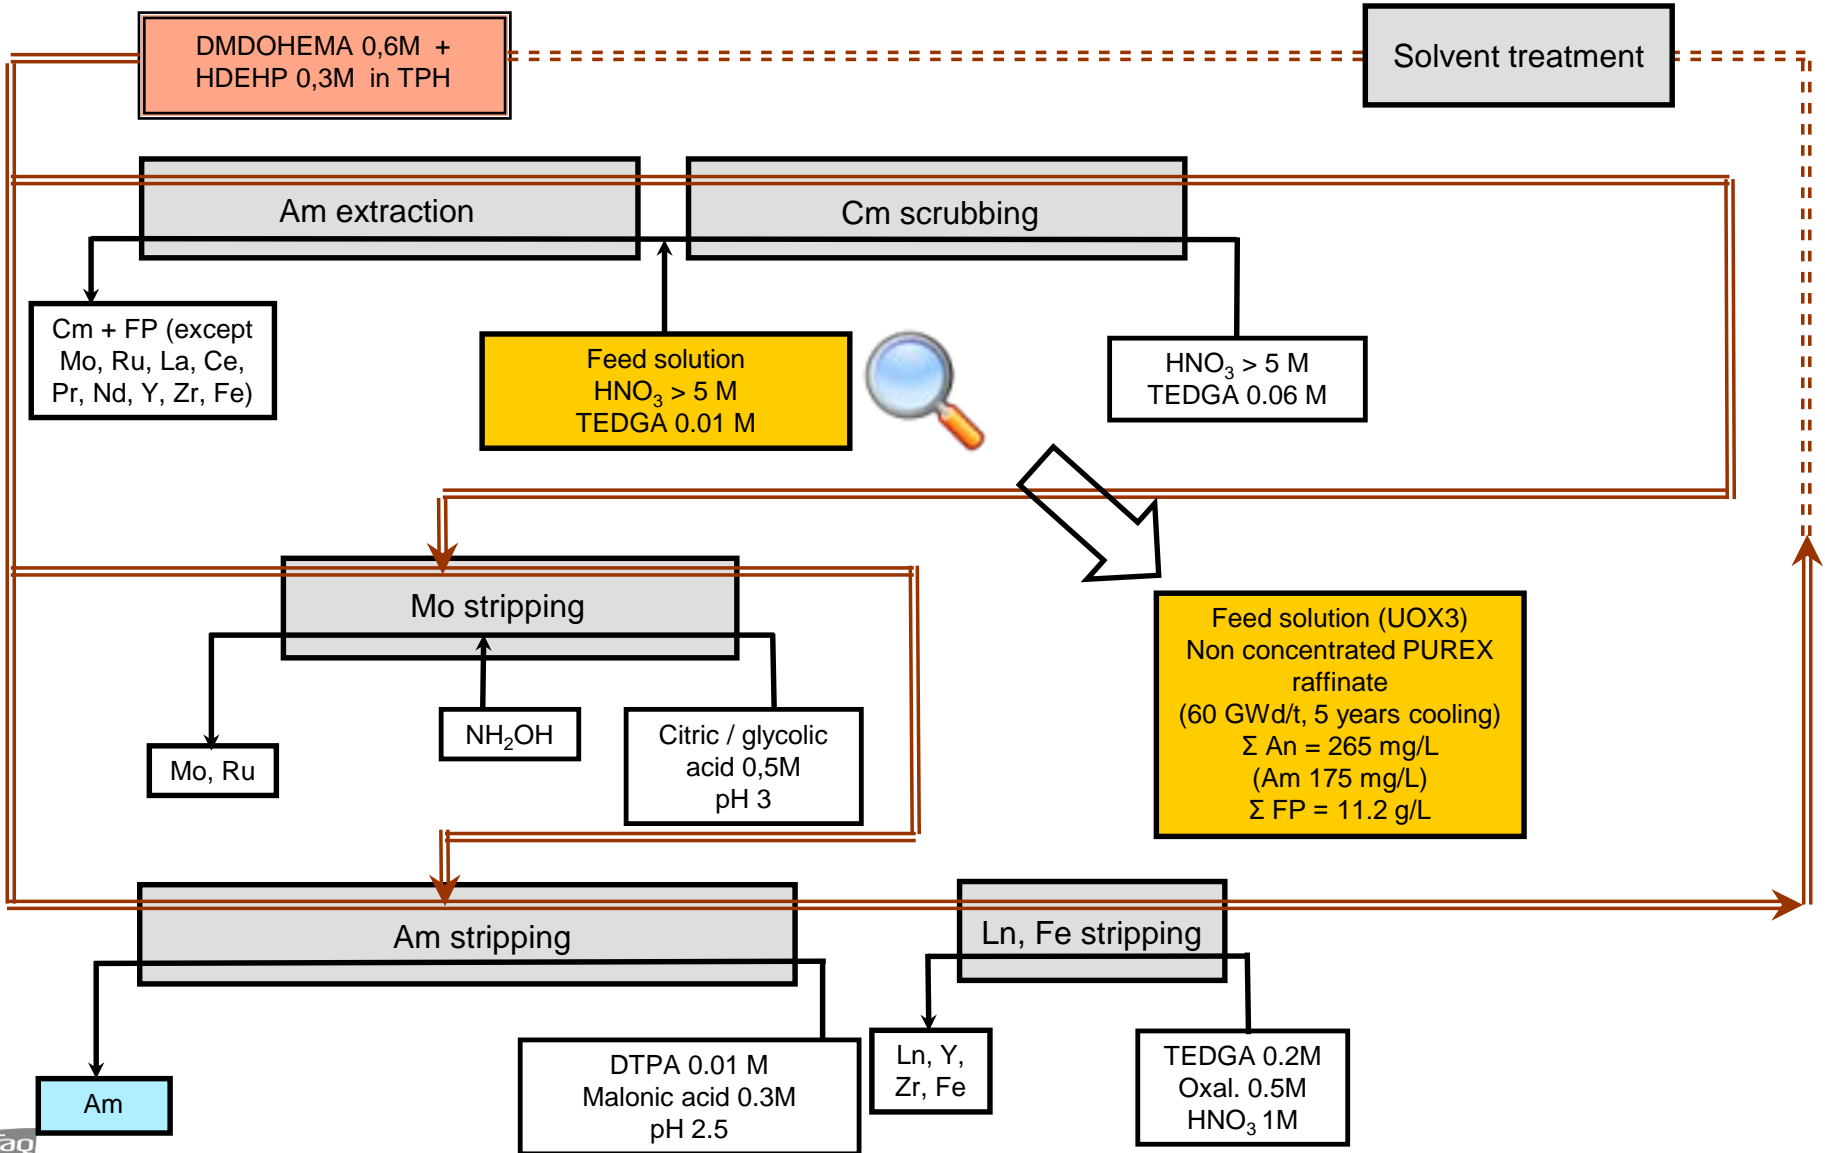 DMDOHEMA 0,6M +
HDEHP 0,3M in TPH
Solvent treatment
Am extraction
Cm scrubbing
Cm + FP (except
Mo, Ru, La, Ce,
Pr, Nd, Y, Zr, Fe)
Feed solution
HNO₃ > 5 M
TEDGA 0.01 M
HNO₃ > 5 M
TEDGA 0.06 M
Mo stripping
Mo, Ru
NH₂OH
Citric / glycolic
acid 0,5M
pH 3
Feed solution (UOX3)
Non concentrated PUREX
raffinate
(60 GWd/t, 5 years cooling)
Σ An = 265 mg/L
(Am 175 mg/L)
Σ FP = 11.2 g/L
Am stripping
Ln, Fe stripping
Am
DTPA 0.01 M
Malonic acid 0.3M
pH 2.5
Ln, Y,
Zr, Fe
TEDGA 0.2M
Oxal. 0.5M
HNO₃ 1M